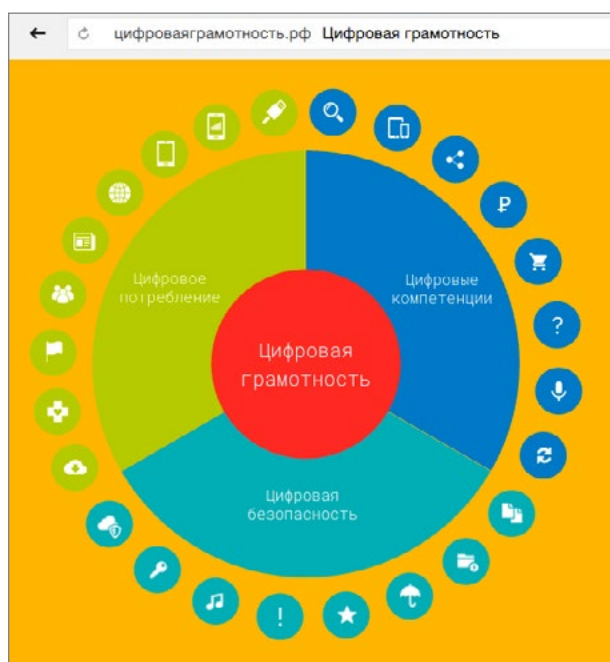 цифроваяграмотность.рф Цифровая грамотность
Цифровое
потребление
Цифровые
компетенции
Цифровая
грамотность
Цифровая
безопасность
₽
?
!